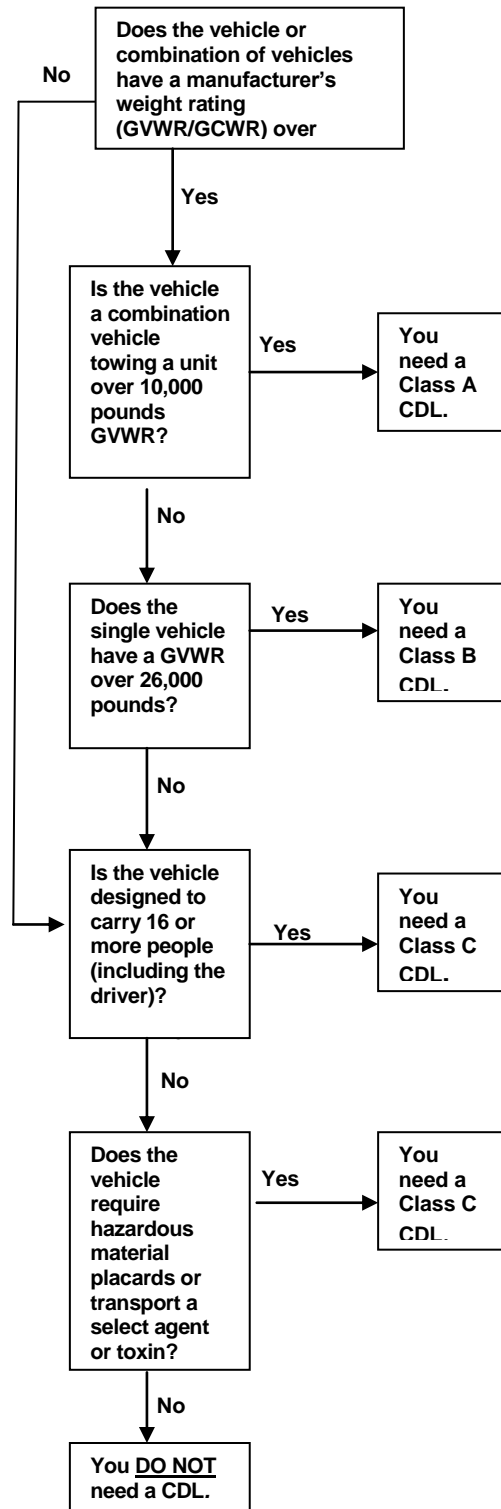 Does the vehicle or
combination of vehicles
have a manufacturer’s
weight rating
(GVWR/GCWR) over
No
Yes
Is the vehicle
a combination
vehicle
towing a unit
over 10,000
pounds
GVWR?
Yes
You
need a
Class A
CDL.
No
Does the
single vehicle
have a GVWR
over 26,000
pounds?
Yes
You
need a
Class B
CDL.
No
Is the vehicle
designed to
carry 16 or
more people
(including the
driver)?
Yes
You
need a
Class C
CDL.
No
Does the
vehicle
require
hazardous
material
placards or
transport a
select agent
or toxin?
Yes
You
need a
Class C
CDL.
No
You DO NOT
need a CDL.